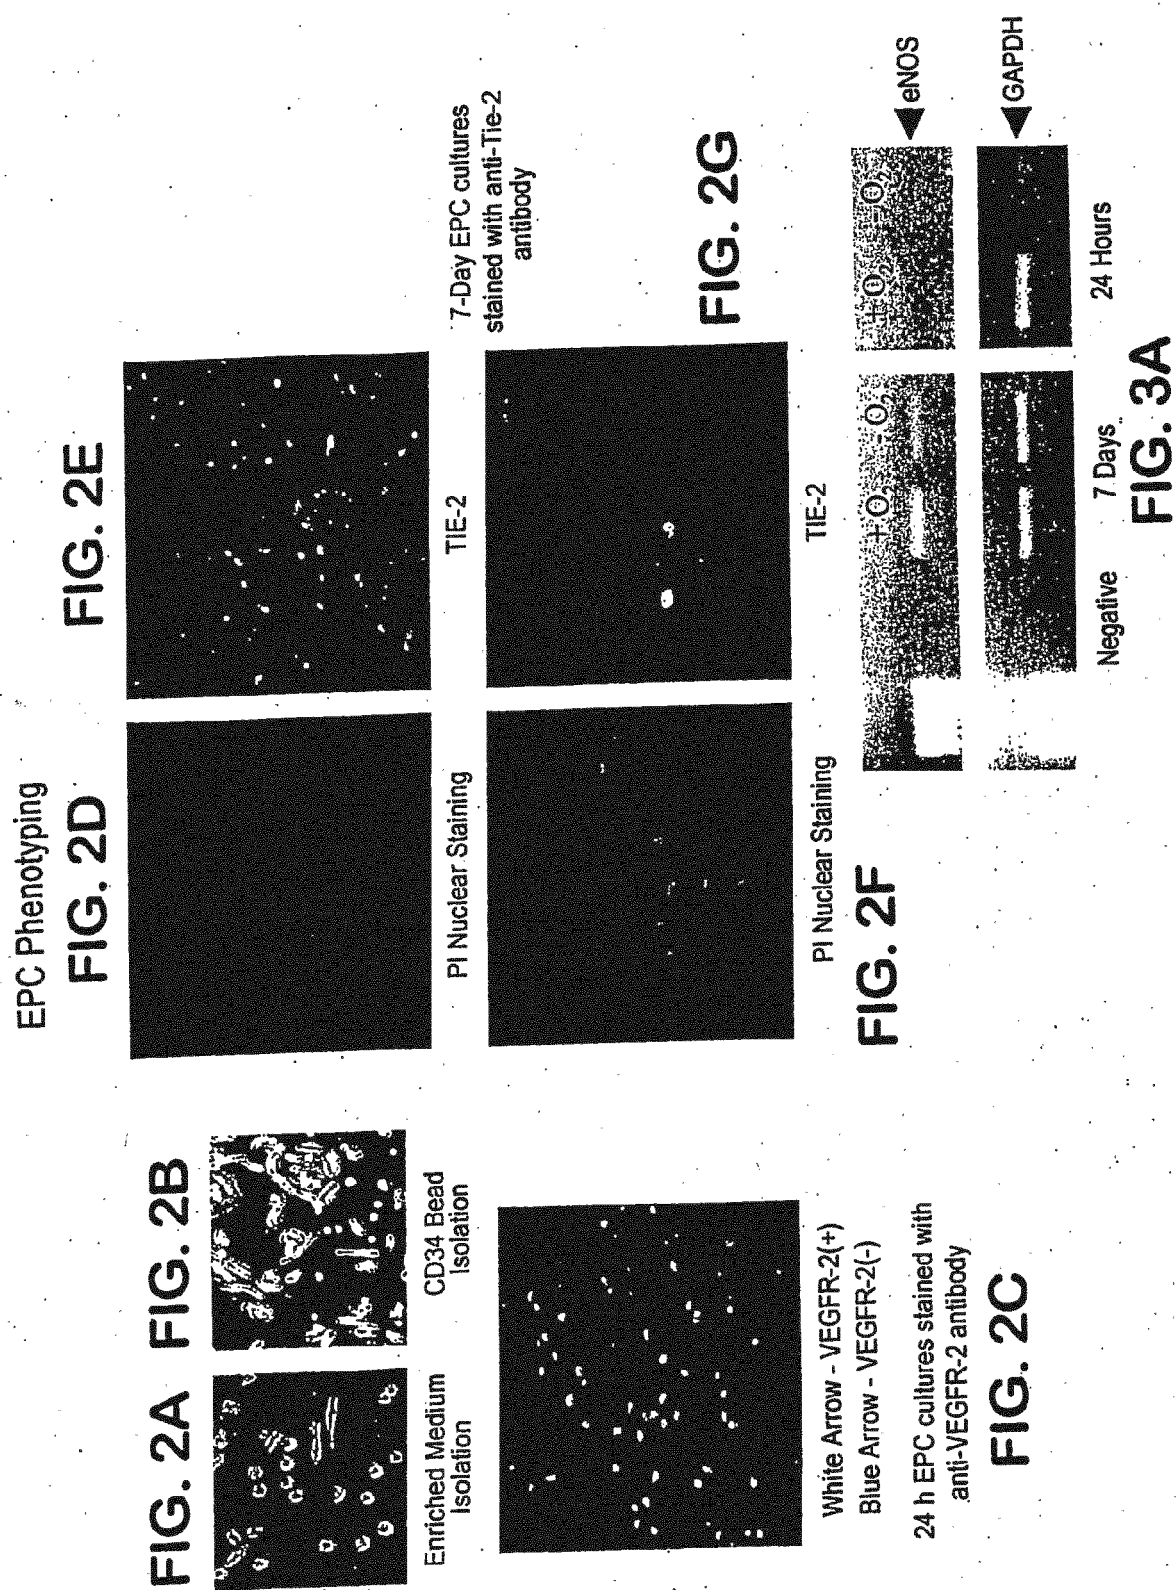 EPC Phenotyping
FIG. 2A
FIG. 2B
FIG. 2D
FIG. 2E
Enriched Medium
Isolation
CD34 Bead
Isolation
PI Nuclear Staining
TIE-2
7-Day EPC cultures
stained with anti-Tie-2
antibody
White Arrow - VEGFR-2(+)
Blue Arrow - VEGFR-2(-)
24 h EPC cultures stained with
anti-VEGFR-2 antibody
FIG. 2C
PI Nuclear Staining
TIE-2
FIG. 2F
FIG. 2G
+O2 -O2 +O2 -O2
eNOS
GAPDH
Negative 7 Days 24 Hours
FIG. 3A